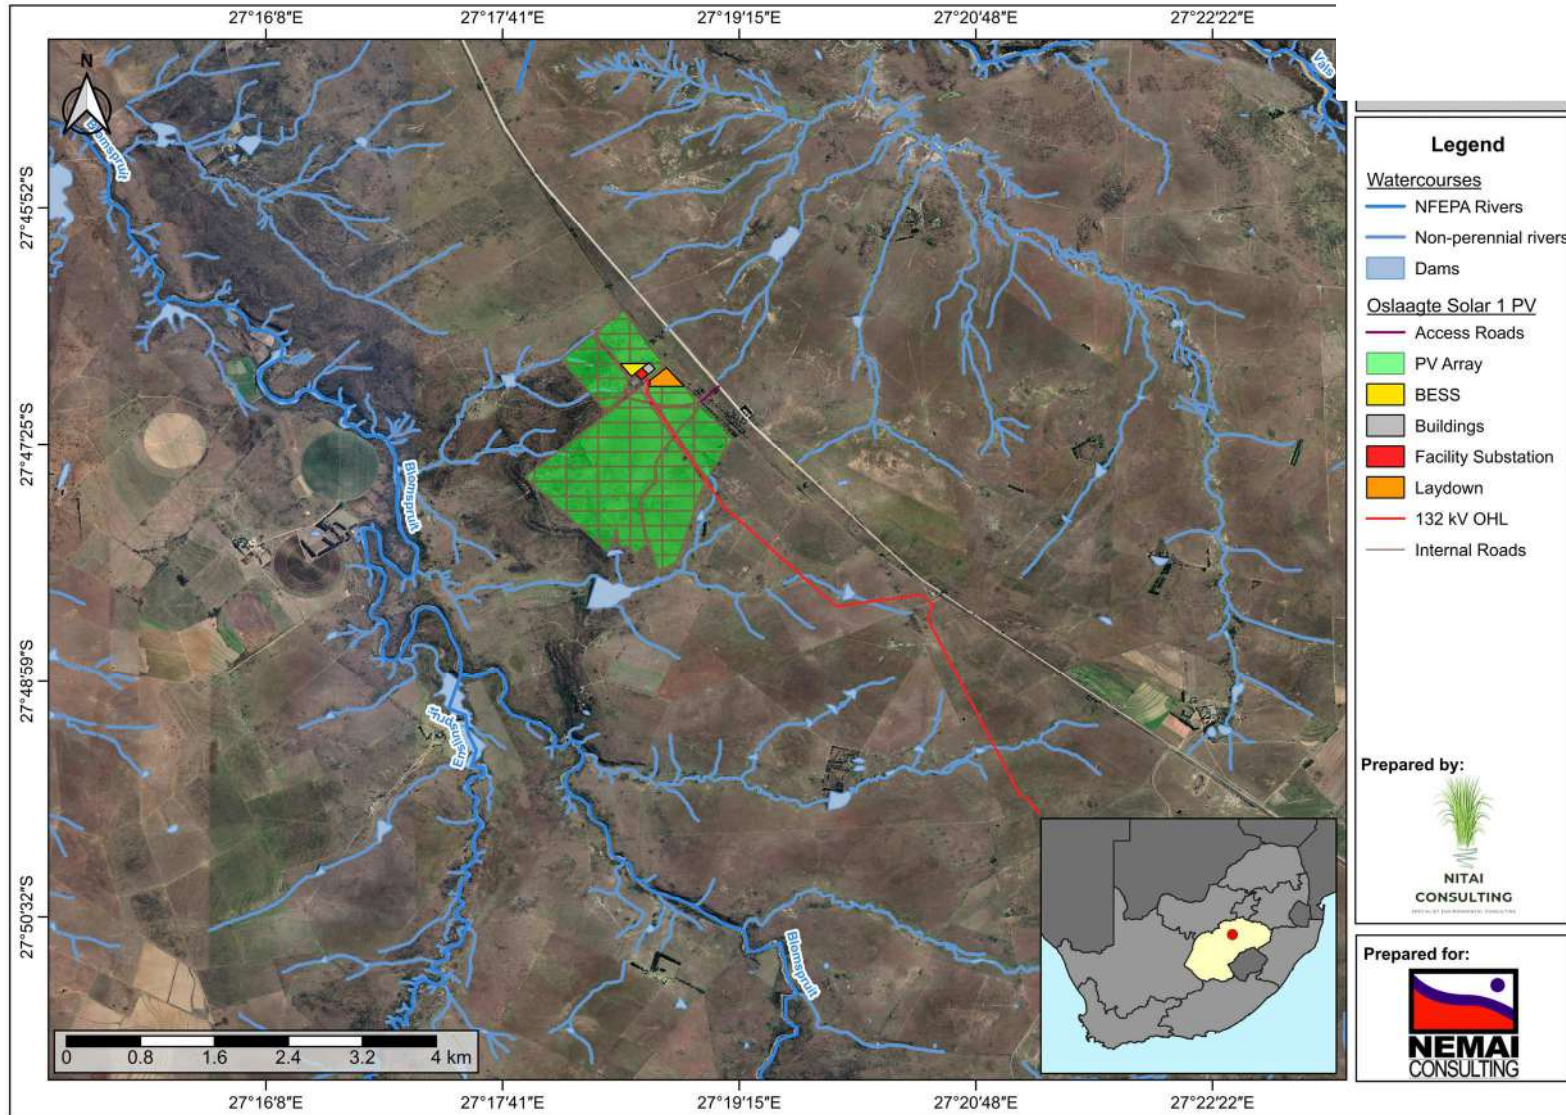 27°16'8"E 27°17'41"E 27°19'15"E 27°20'48"E 27°22'22"E
N
Vals
Blomspruit
27°45'52"S
27°47'25"S
Blomspruit
27°48'59"S
Enslinspruit
27°50'32"S
Blomspruit
0 0.8 1.6 2.4 3.2 4 km
27°16'8"E 27°17'41"E 27°19'15"E 27°20'48"E 27°22'22"E
Legend
Watercourses
NFEPA Rivers
Non-perennial rivers
Dams
Oslaagte Solar 1 PV
Access Roads
PV Array
BESS
Buildings
Facility Substation
Laydown
132 kV OHL
Internal Roads
Prepared by:
NITAI
CONSULTING
SPECIALIST ENVIRONMENTAL CONSULTING
Prepared for:
NEMAI
CONSULTING